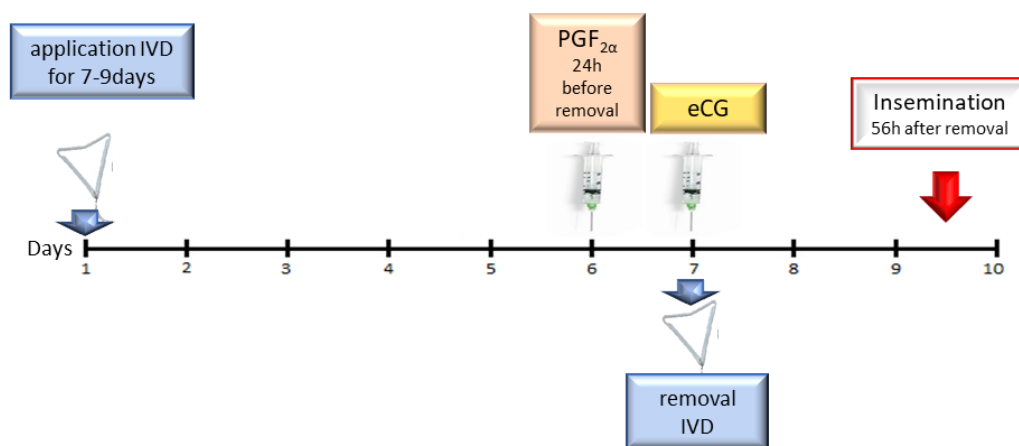 application IVD
for 7-9days
PGF2α
24h
before
removal
eCG
Insemination
56h after removal
Days
1 2 3 4 5 6 7 8 9 10
removal
IVD